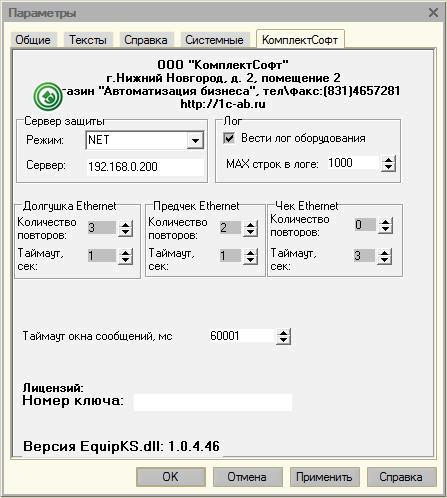 Параметры
Общие Тексты Справка Системные КомплектСофт
ООО "КомплектСофт"
г.Нижний Новгород, д. 2, помещение 2
азин "Автоматизация бизнеса", тел\факс:(831)4657281
http://1c-ab.ru
Сервер защиты
Режим: NET
Сервер: 192.168.0.200
Лог
Вести лог оборудования
MAX строк в логе: 1000
Долгушка Ethernet
Количество повторов: 3
Таймаут, сек: 1
Предчек Ethernet
Количество повторов: 2
Таймаут, сек: 1
Чек Ethernet
Количество повторов: 0
Таймаут, сек: 3
Таймаут окна сообщений, мс 60001
Лицензий:
Номер ключа:
Версия EquipKS.dll: 1.0.4.46
OK Отмена Применить Справка